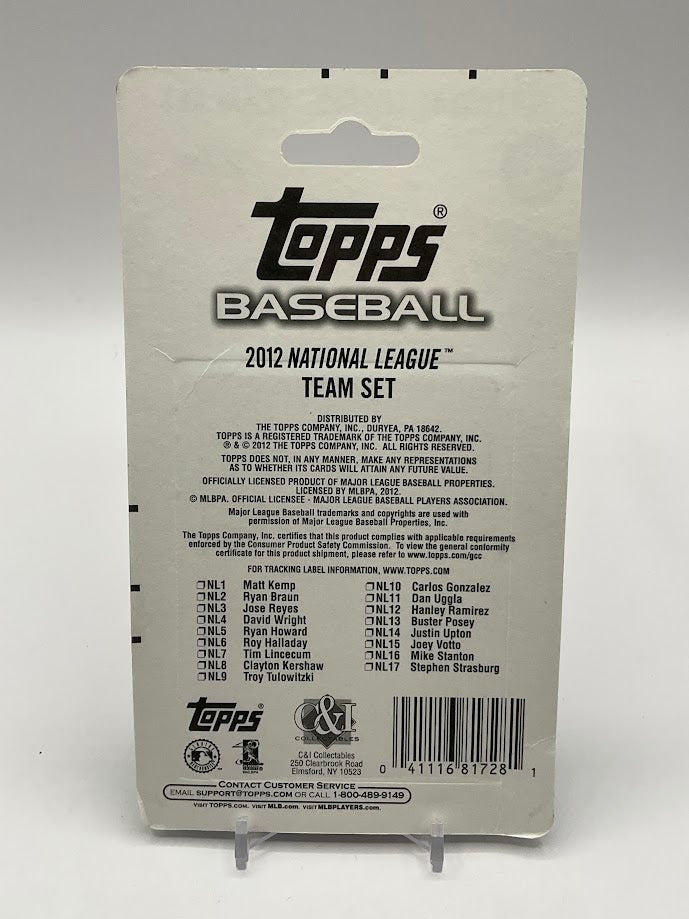 TOPPS®
BASEBALL
2012 NATIONAL LEAGUE™
TEAM SET
DISTRIBUTED BY
THE TOPPS COMPANY, INC., DURYEA, PA 18642.
TOPPS IS A REGISTERED TRADEMARK OF THE TOPPS COMPANY, INC.
® & © 2012 THE TOPPS COMPANY, INC. ALL RIGHTS RESERVED.
TOPPS DOES NOT, IN ANY MANNER, MAKE ANY REPRESENTATIONS
AS TO WHETHER ITS CARDS WILL ATTAIN ANY FUTURE VALUE.
OFFICIALLY LICENSED PRODUCT OF MAJOR LEAGUE BASEBALL PROPERTIES.
LICENSED BY MLBPA, 2012.
© MLBPA. OFFICIAL LICENSEE - MAJOR LEAGUE BASEBALL PLAYERS ASSOCIATION.
Major League Baseball trademarks and copyrights are used with
permission of Major League Baseball Properties, Inc.
The Topps Company, Inc. certifies that this product complies with applicable requirements
enforced by the Consumer Product Safety Commission. To view the general conformity
certificate for this product shipment, please refer to www.topps.com/gcc
FOR TRACKING LABEL INFORMATION, WWW.TOPPS.COM
NL1 Matt Kemp
NL2 Ryan Braun
NL3 Jose Reyes
NL4 David Wright
NL5 Ryan Howard
NL6 Roy Halladay
NL7 Tim Lincecum
NL8 Clayton Kershaw
NL9 Troy Tulowitzki
NL10 Carlos Gonzalez
NL11 Dan Uggla
NL12 Hanley Ramirez
NL13 Buster Posey
NL14 Justin Upton
NL15 Joey Votto
NL16 Mike Stanton
NL17 Stephen Strasburg
TOPPS®
C&I
COLLECTABLES
C&I Collectables
250 Clearbrook Road
Elmsford, NY 10523
0 41116 81728 1
CONTACT CUSTOMER SERVICE
EMAIL SUPPORT@TOPPS.COM OR CALL 1-800-489-9149
VISIT TOPPS.COM. VISIT MLB.COM. VISIT MLBPLAYERS.COM.